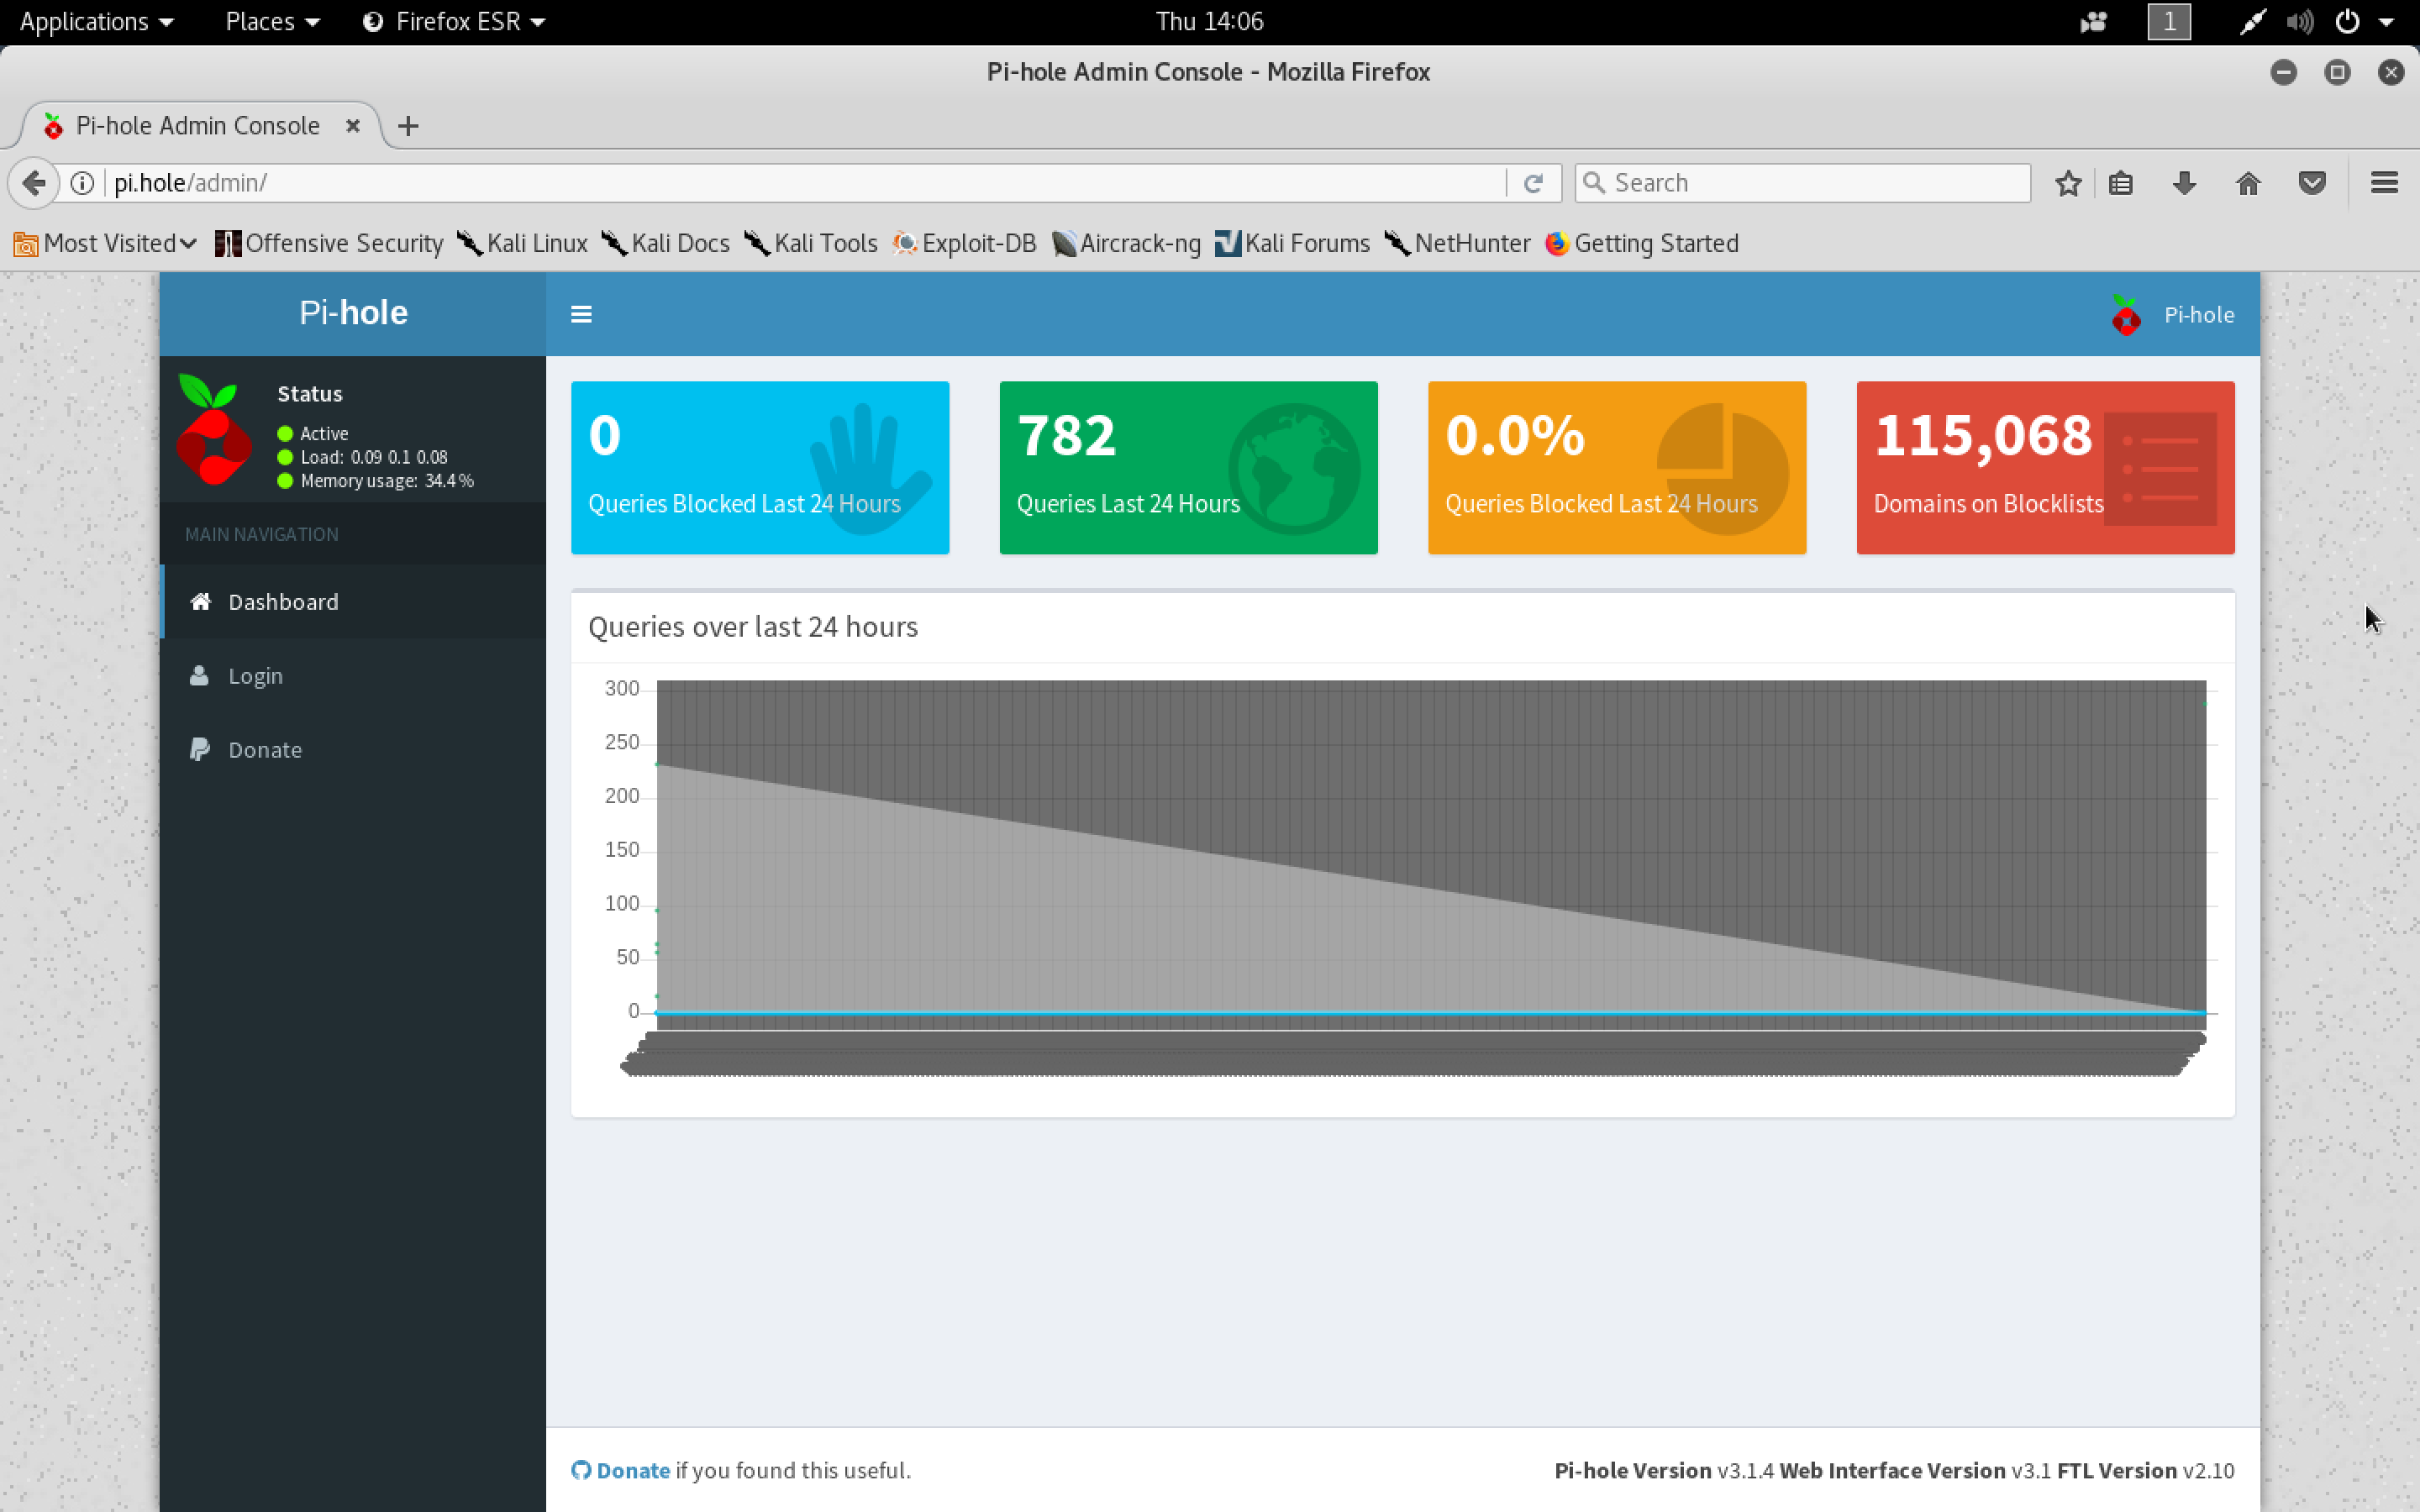 Applications Places Firefox ESR Thu 14:06 1
Pi-hole Admin Console - Mozilla Firefox
Pi-hole Admin Console
pi.hole/admin/ Search
Most Visited Offensive Security Kali Linux Kali Docs Kali Tools Exploit-DB Aircrack-ng Kali Forums NetHunter Getting Started
Pi-hole Pi-hole
Status
Active
Load: 0.09 0.1 0.08
Memory usage: 34.4 %
MAIN NAVIGATION
Dashboard
Login
Donate
0
Queries Blocked Last 24 Hours
782
Queries Last 24 Hours
0.0%
Queries Blocked Last 24 Hours
115,068
Domains on Blocklists
Queries over last 24 hours
300
250
200
150
100
50
0
Donate if you found this useful.
Pi-hole Version v3.1.4 Web Interface Version v3.1 FTL Version v2.10